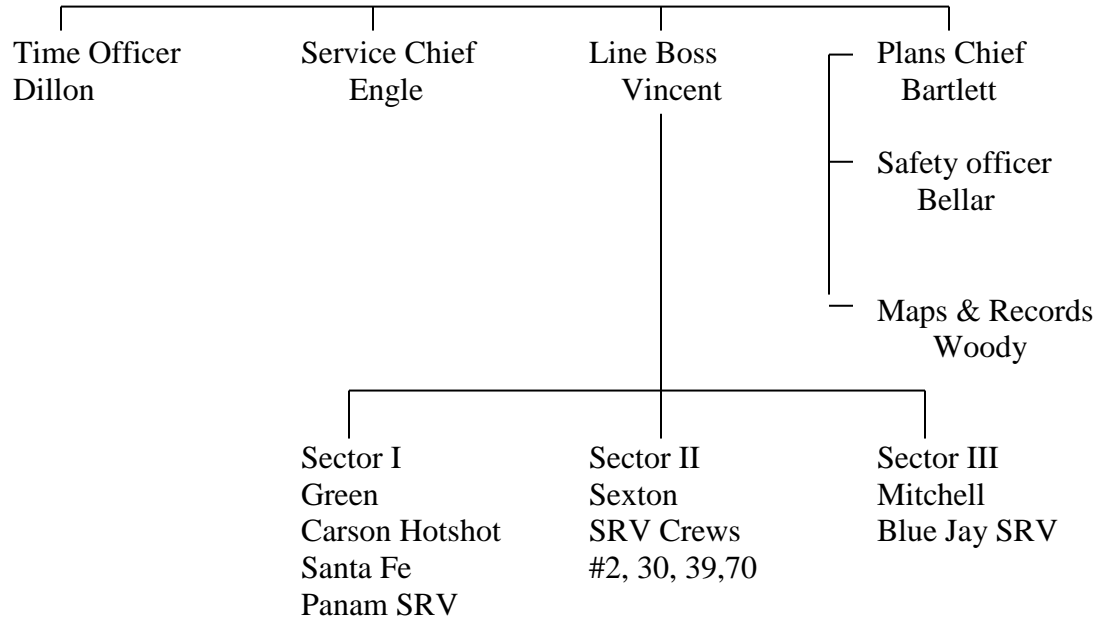 Time Officer
Dillon
Service Chief
Engle
Line Boss
Vincent
Plans Chief
Bartlett
Safety officer
Bellar
Maps & Records
Woody
Sector I
Green
Carson Hotshot
Santa Fe
Panam SRV
Sector II
Sexton
SRV Crews
#2, 30, 39,70
Sector III
Mitchell
Blue Jay SRV